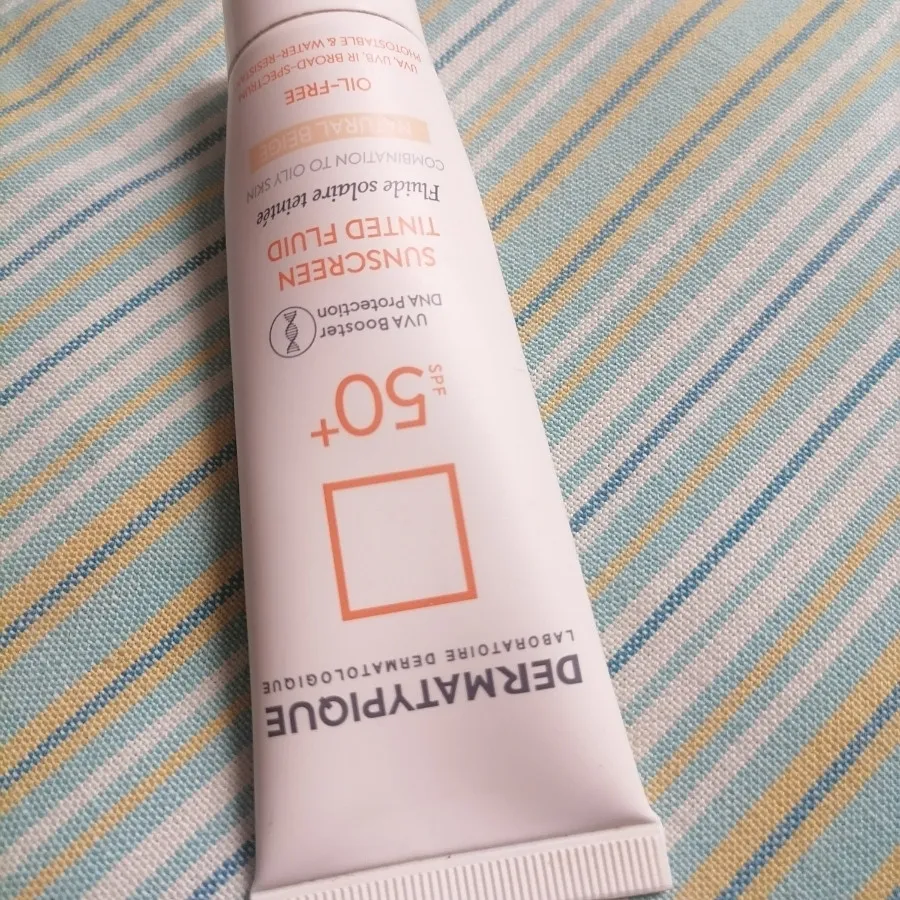 DERMATYPIQUE
LABORATOIRE DERMATOLOGIQUE
SPF 50+
UVA Booster
DNA Protection
SUNSCREEN
TINTED FLUID
Fluide solaire teintée
COMBINATION TO OILY SKIN
NATURAL BEIGE
OIL-FREE
UVA, UVB, IR BROAD-SPECTRUM
PHOTOSTABLE & WATER-RESISTANT